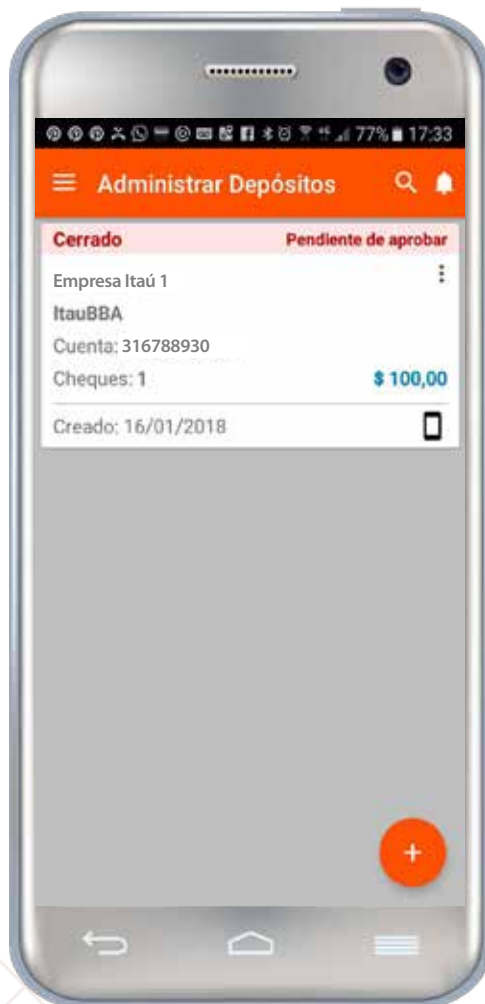 77% 17:33
Administrar Depósitos
Cerrado Pendiente de aprobar
Empresa Itaú 1
ItauBBA
Cuenta: 316788930
Cheques: 1 $ 100,00
Creado: 16/01/2018